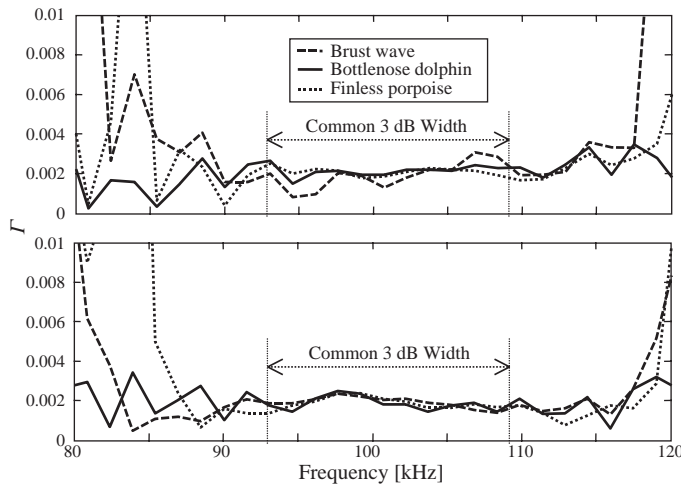 0.01
0.008
0.006
0.004
0.002
0
Brust wave
Bottlenose dolphin
Finless porpoise
Common 3 dB Width
Γ
0.01
0.008
0.006
0.004
0.002
0
Common 3 dB Width
80 90 100 110 120
Frequency [kHz]